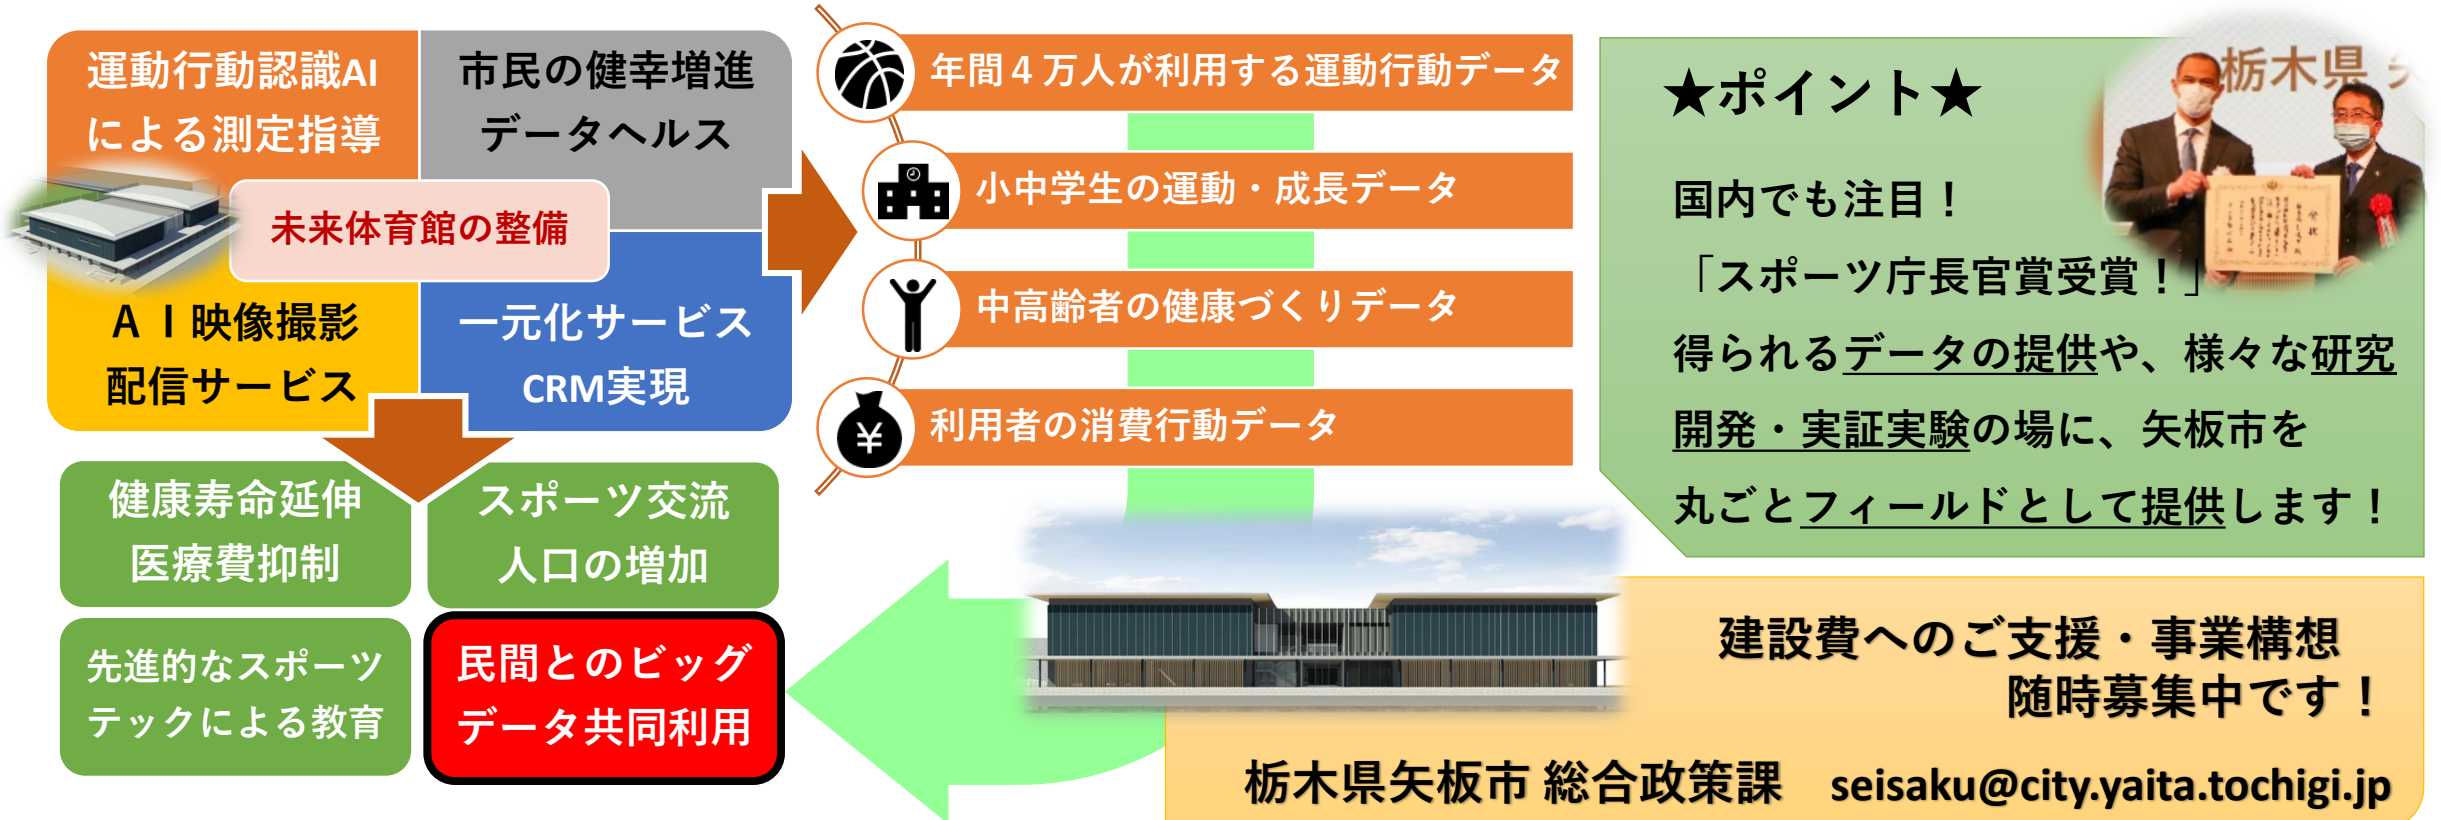 運動行動認識AI
による測定指導
市民の健幸増進
データヘルス
未来体育館の整備
ＡＩ映像撮影
配信サービス
一元化サービス
CRM実現
健康寿命延伸
医療費抑制
スポーツ交流
人口の増加
先進的なスポーツ
テックによる教育
民間とのビッグ
データ共同利用
年間４万人が利用する運動行動データ
小中学生の運動・成長データ
中高齢者の健康づくりデータ
利用者の消費行動データ
★ポイント★
国内でも注目！
「スポーツ庁長官賞受賞！」
得られるデータの提供や、様々な研究
開発・実証実験の場に、矢板市を
丸ごとフィールドとして提供します！
栃木県
賞状
建設費へのご支援・事業構想
随時募集中です！
栃木県矢板市 総合政策課　seisaku@city.yaita.tochigi.jp